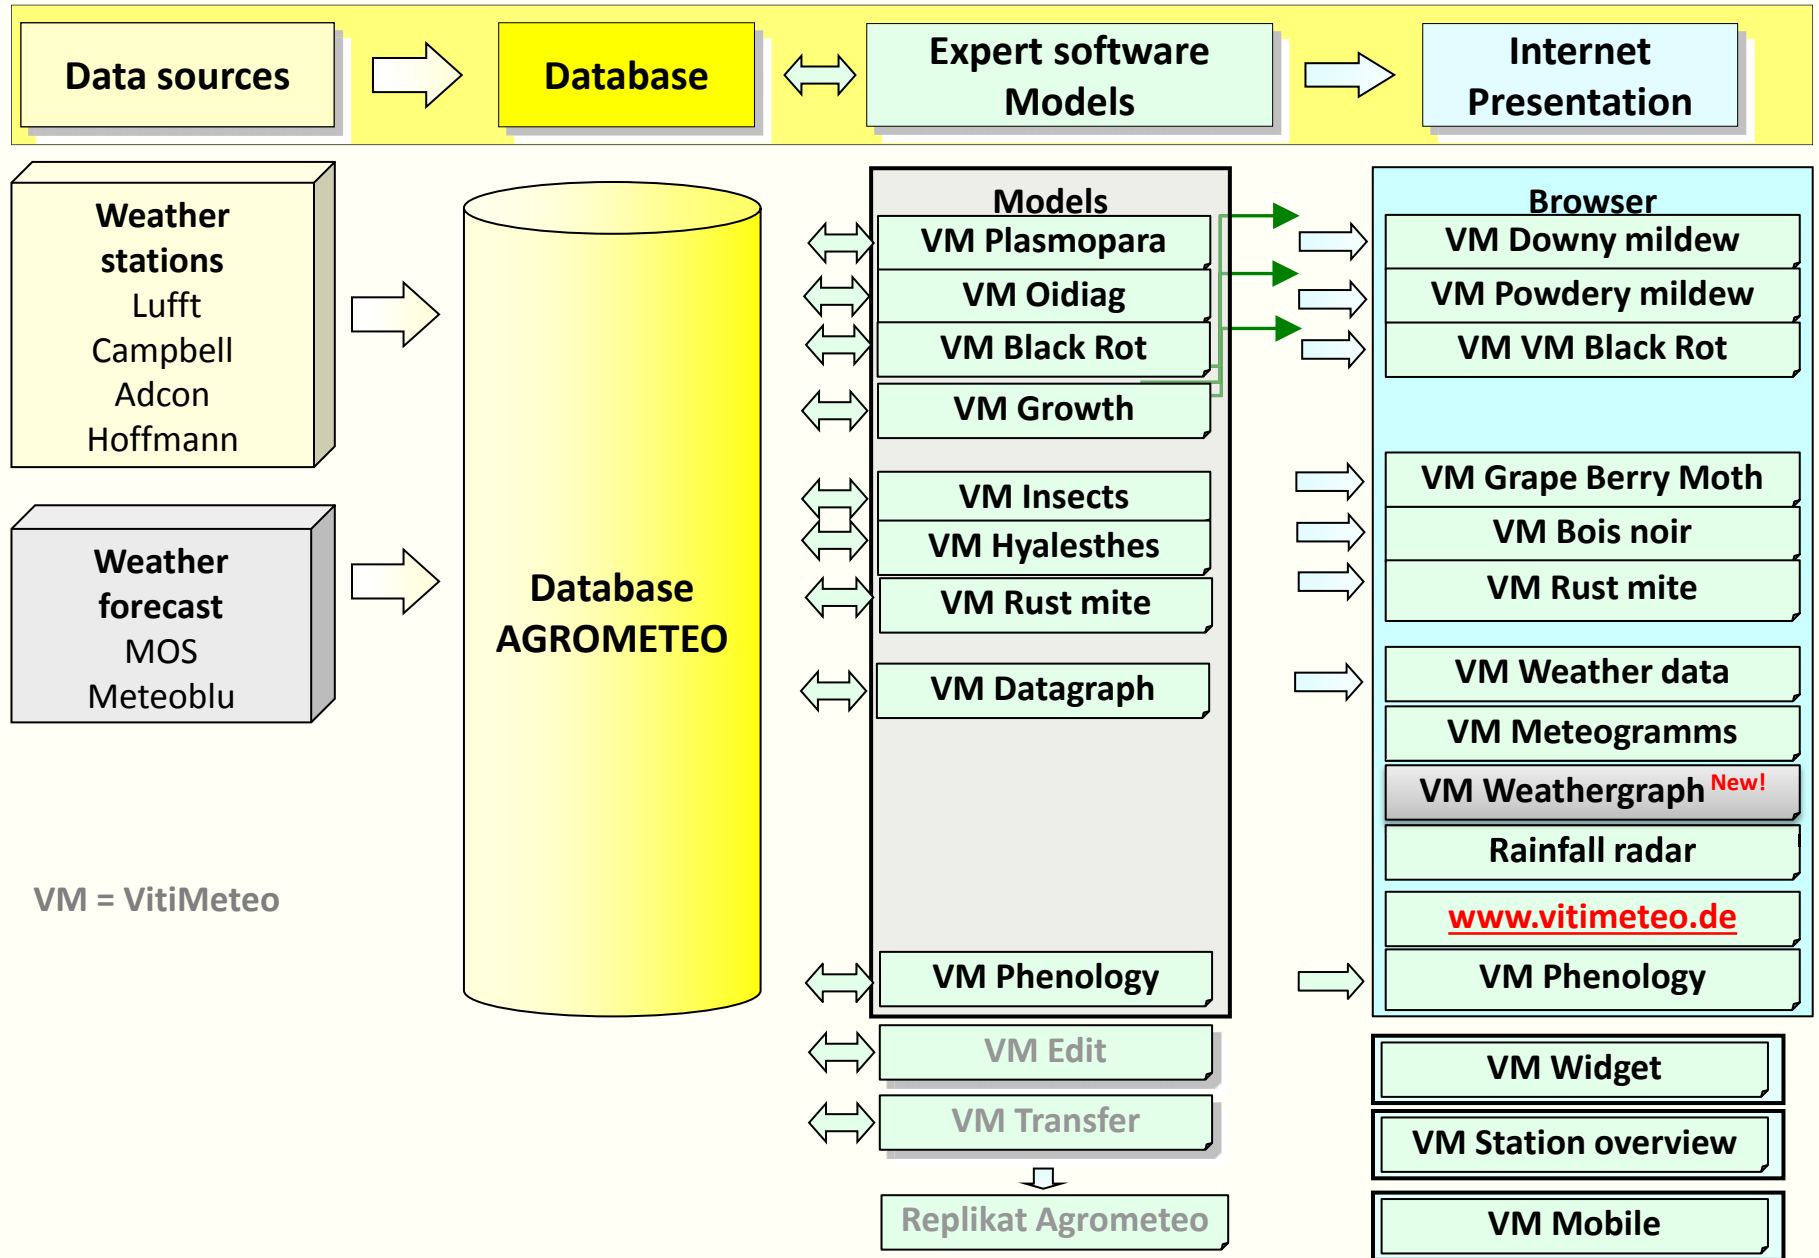 Data sources
Database
Expert software
Models
Internet
Presentation
Weather
stations
Lufft
Campbell
Adcon
Hoffmann
Weather
forecast
MOS
Meteoblu
VM = VitiMeteo
Database
AGROMETEO
Models
VM Plasmopara
VM Oidiag
VM Black Rot
VM Growth
VM Insects
VM Hyalesthes
VM Rust mite
VM Datagraph
VM Phenology
VM Edit
VM Transfer
Replikat Agrometeo
Browser
VM Downy mildew
VM Powdery mildew
VM VM Black Rot
VM Grape Berry Moth
VM Bois noir
VM Rust mite
VM Weather data
VM Meteogramms
VM Weathergraph New!
Rainfall radar
www.vitimeteo.de
VM Phenology
VM Widget
VM Station overview
VM Mobile